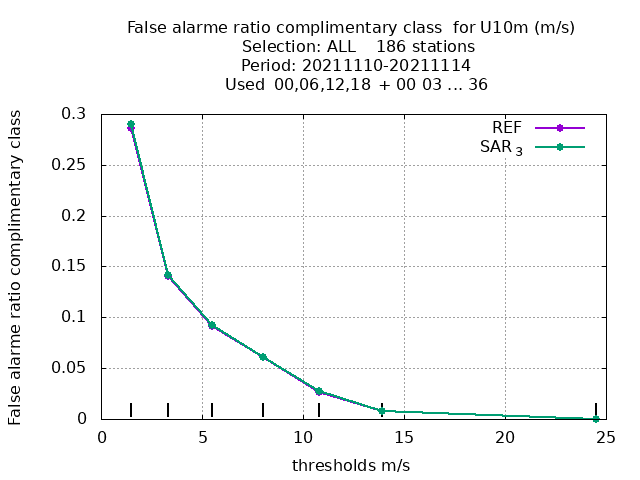 False alarme ratio complimentary class  for U10m (m/s)
Selection: ALL    186 stations
Period: 20211110-20211114
Used  00,06,12,18  + 00 03 ... 36
False alarme ratio complimentary class
REF
SAR 3
0.3
0.25
0.2
0.15
0.1
0.05
0
0 5 10 15 20 25
thresholds m/s